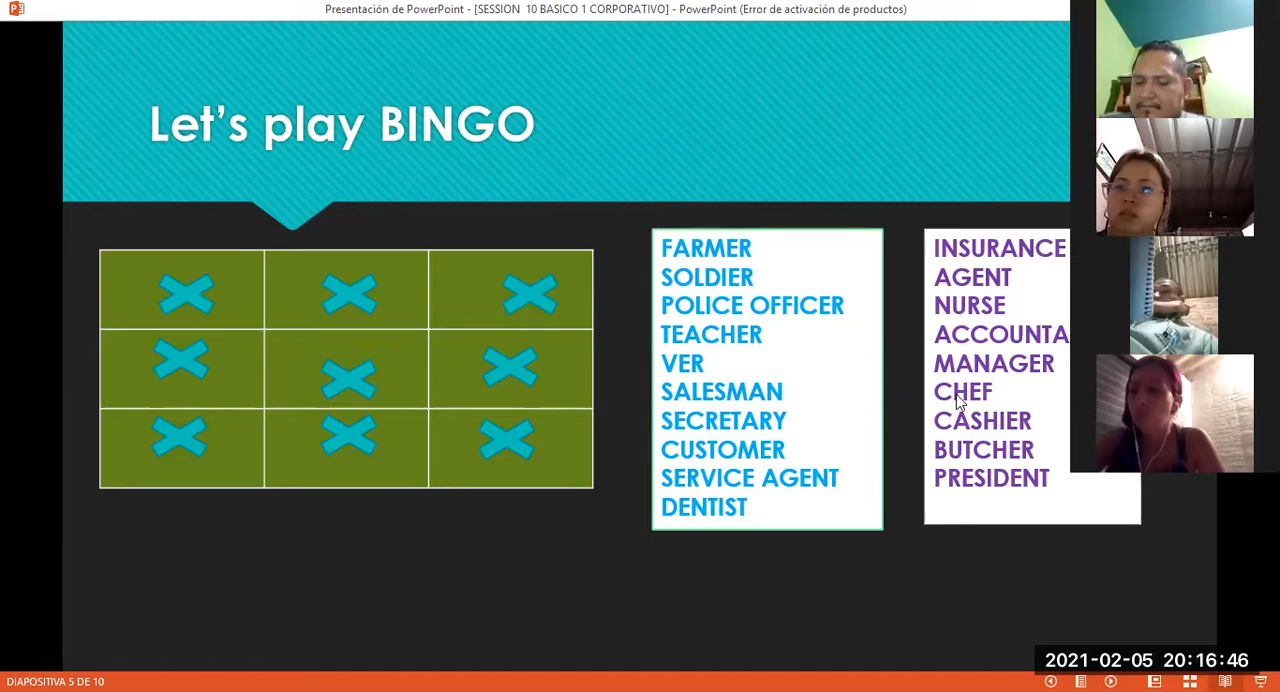 Presentación de PowerPoint - [SESSION 10 BASICO 1 CORPORATIVO] - PowerPoint (Error de activación de productos)
Let's play BINGO
FARMER
SOLDIER
POLICE OFFICER
TEACHER
VER
SALESMAN
SECRETARY
CUSTOMER
SERVICE AGENT
DENTIST
INSURANCE
AGENT
NURSE
ACCOUNTA
MANAGER
CHEF
CASHIER
BUTCHER
PRESIDENT
2021-02-05 20:16:46
DIAPOSITIVA 5 DE 10